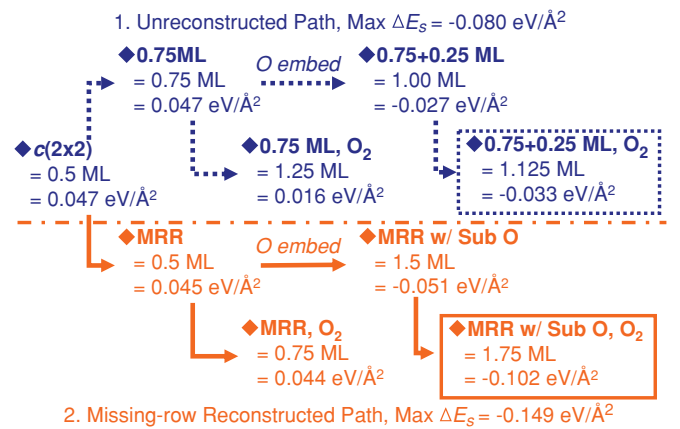 1. Unreconstructed Path, Max ΔEs = -0.080 eV/Å²
◆0.75ML
= 0.75 ML
= 0.047 eV/Å²
O embed
◆0.75+0.25 ML
= 1.00 ML
= -0.027 eV/Å²
◆c(2x2)
= 0.5 ML
= 0.047 eV/Å²
◆0.75 ML, O₂
= 1.25 ML
= 0.016 eV/Å²
◆0.75+0.25 ML, O₂
= 1.125 ML
= -0.033 eV/Å²
◆MRR
= 0.5 ML
= 0.045 eV/Å²
O embed
◆MRR w/ Sub O
= 1.5 ML
= -0.051 eV/Å²
◆MRR, O₂
= 0.75 ML
= 0.044 eV/Å²
◆MRR w/ Sub O, O₂
= 1.75 ML
= -0.102 eV/Å²
2. Missing-row Reconstructed Path, Max ΔEs = -0.149 eV/Å²